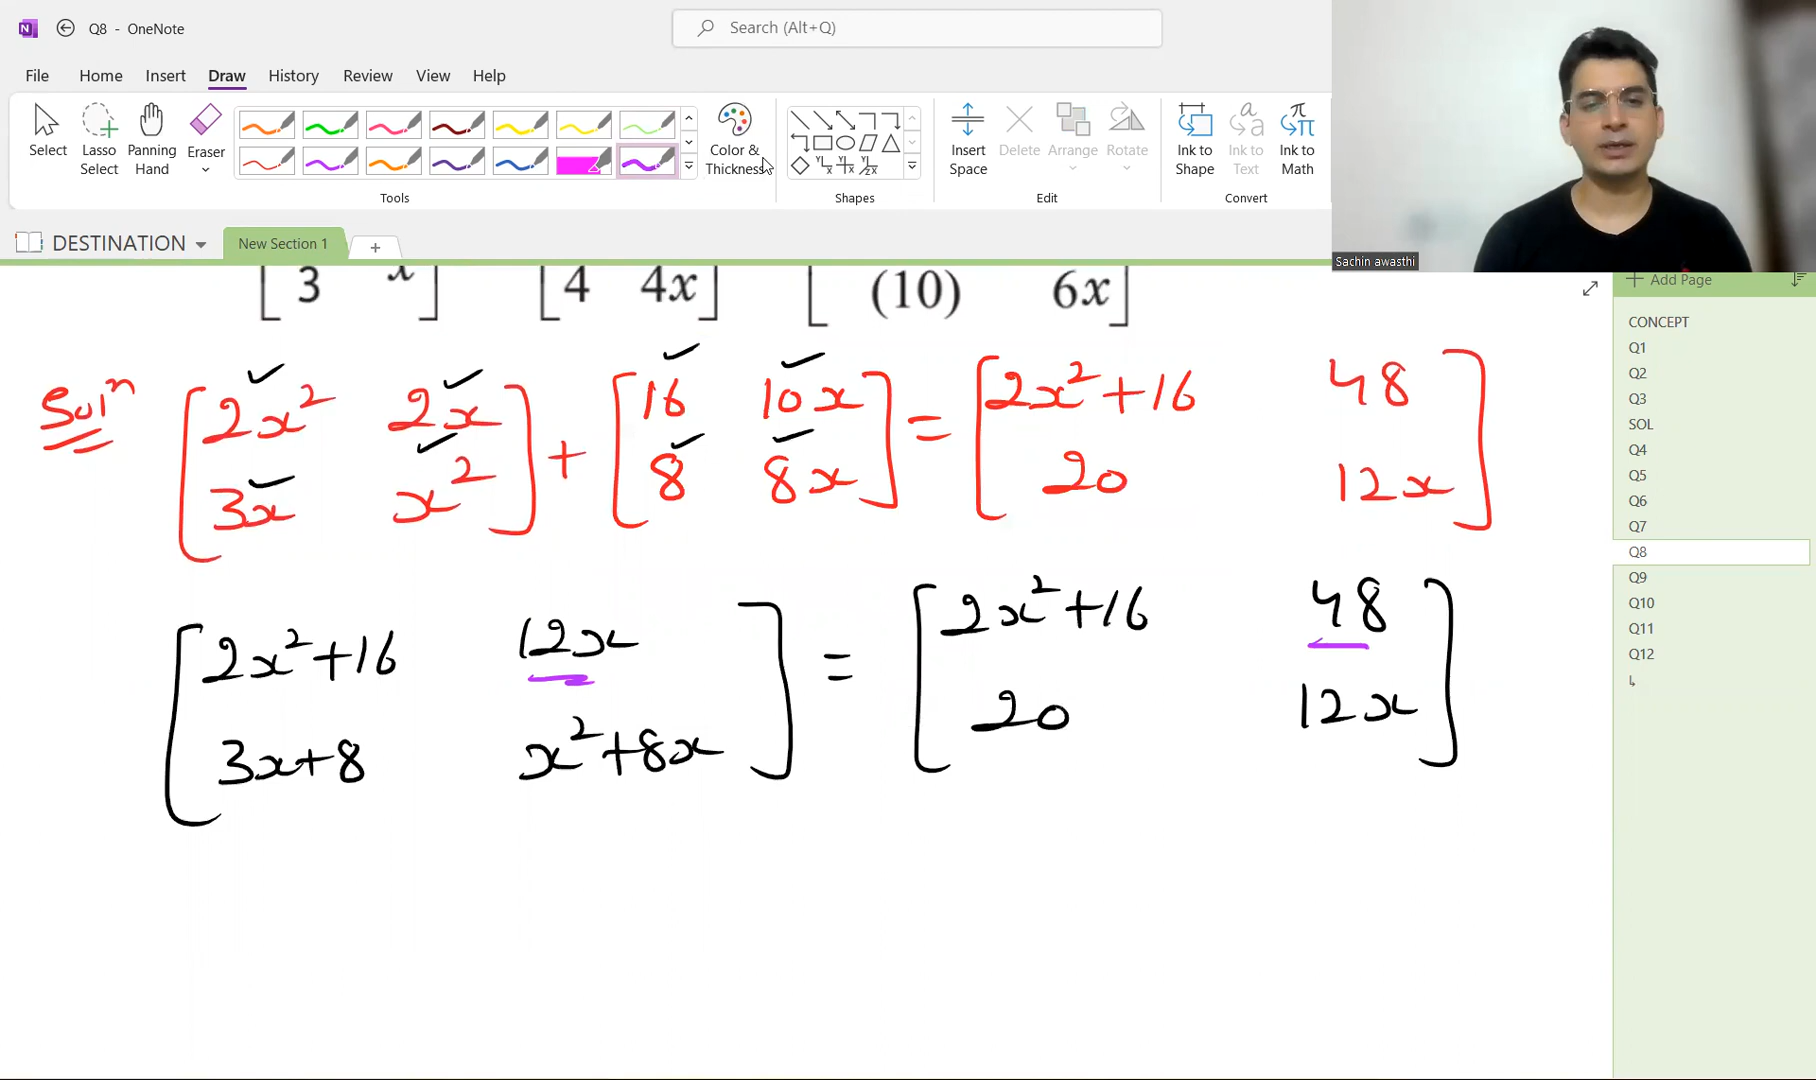 Q8 - OneNote
Search (Alt+Q)
File Home Insert Draw History Review View Help
Select Lasso Select Panning Hand Eraser Color & Thickness Insert Space Delete Arrange Rotate Ink to Shape Ink to Text Ink to Math
Tools Shapes Edit Convert
DESTINATION New Section 1 +
Sachin awasthi
Add Page
CONCEPT
Q1
Q2
Q3
SOL
Q4
Q5
Q6
Q7
Q8
Q9
Q10
Q11
Q12
[3 x] [4 4x] [(10) 6x]
Solⁿ [2x² 2x] + [16 10x] = [2x²+16 48]
[3x x²] [8 8x] [20 12x]
[2x²+16 12x] = [2x²+16 48]
[3x+8 x²+8x] [20 12x]